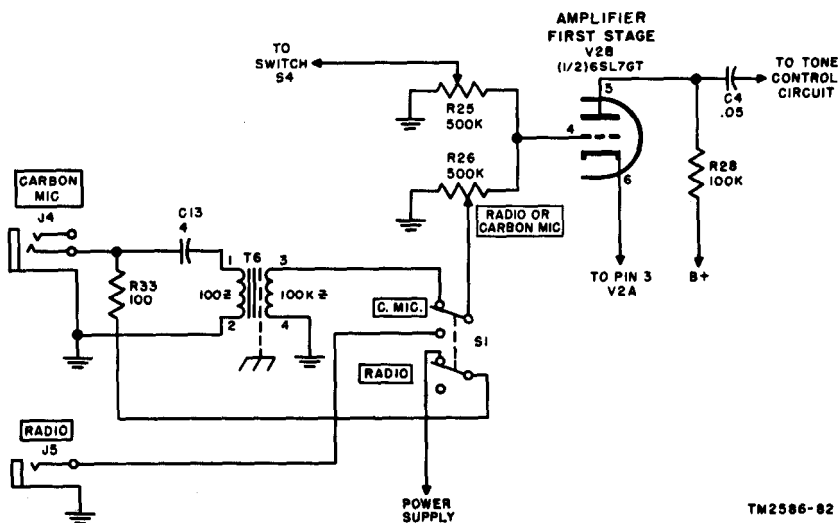 AMPLIFIER
FIRST STAGE
V2B
(1/2)6SL7GT
TO
SWITCH
S4
5
C4
.05
TO TONE
CONTROL
CIRCUIT
R25
500K
4
R26
500K
6
R28
100K
CARBON
MIC
J4
C13
4
RADIO OR
CARBON MIC
R33
100
1
T6
3
100Ƶ
100KƵ
2
4
TO PIN 3
V2A
B+
C. MIC.
S1
RADIO
RADIO
J5
POWER
SUPPLY
TM2586-82